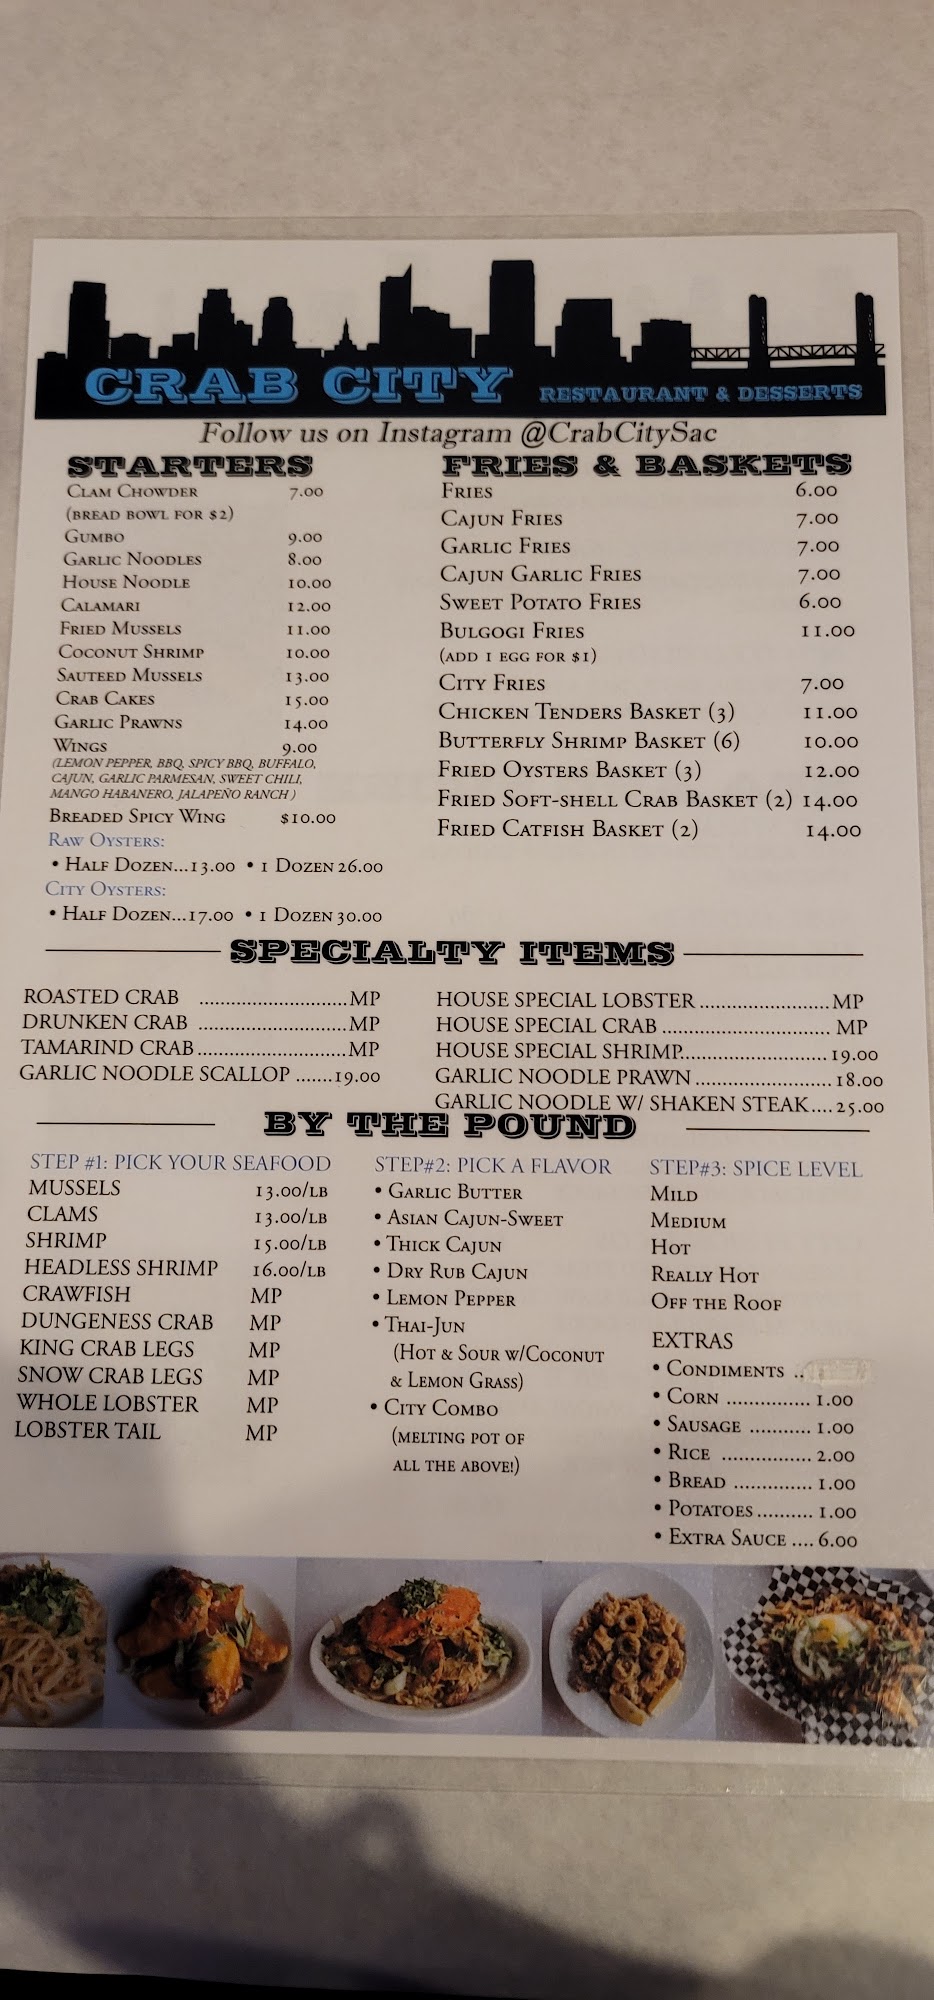 CRAB CITY RESTAURANT & DESSERTS
Follow us on Instagram @CrabCitySac
STARTERS
CLAM CHOWDER 7.00
(BREAD BOWL FOR $2)
GUMBO 9.00
GARLIC NOODLES 8.00
HOUSE NOODLE 10.00
CALAMARI 12.00
FRIED MUSSELS 11.00
COCONUT SHRIMP 10.00
SAUTEED MUSSELS 13.00
CRAB CAKES 15.00
GARLIC PRAWNS 14.00
WINGS 9.00
(LEMON PEPPER, BBQ, SPICY BBQ, BUFFALO,
CAJUN, GARLIC PARMESAN, SWEET CHILI,
MANGO HABANERO, JALAPEÑO RANCH )
BREADED SPICY WING $10.00
RAW OYSTERS:
• HALF DOZEN...13.00 • 1 DOZEN 26.00
CITY OYSTERS:
• HALF DOZEN...17.00 • 1 DOZEN 30.00
FRIES & BASKETS
FRIES 6.00
CAJUN FRIES 7.00
GARLIC FRIES 7.00
CAJUN GARLIC FRIES 7.00
SWEET POTATO FRIES 6.00
BULGOGI FRIES 11.00
(ADD 1 EGG FOR $1)
CITY FRIES 7.00
CHICKEN TENDERS BASKET (3) 11.00
BUTTERFLY SHRIMP BASKET (6) 10.00
FRIED OYSTERS BASKET (3) 12.00
FRIED SOFT-SHELL CRAB BASKET (2) 14.00
FRIED CATFISH BASKET (2) 14.00
SPECIALTY ITEMS
ROASTED CRAB ...........................MP
DRUNKEN CRAB ...........................MP
TAMARIND CRAB...........................MP
GARLIC NOODLE SCALLOP .......19.00
HOUSE SPECIAL LOBSTER........................MP
HOUSE SPECIAL CRAB............................... MP
HOUSE SPECIAL SHRIMP........................... 19.00
GARLIC NOODLE PRAWN......................... 18.00
GARLIC NOODLE W/ SHAKEN STEAK....25.00
BY THE POUND
STEP #1: PICK YOUR SEAFOOD
MUSSELS 13.00/LB
CLAMS 13.00/LB
SHRIMP 15.00/LB
HEADLESS SHRIMP 16.00/LB
CRAWFISH MP
DUNGENESS CRAB MP
KING CRAB LEGS MP
SNOW CRAB LEGS MP
WHOLE LOBSTER MP
LOBSTER TAIL MP
STEP#2: PICK A FLAVOR
• GARLIC BUTTER
• ASIAN CAJUN-SWEET
• THICK CAJUN
• DRY RUB CAJUN
• LEMON PEPPER
• THAI-JUN
(HOT & SOUR W/COCONUT
& LEMON GRASS)
• CITY COMBO
(MELTING POT OF
ALL THE ABOVE!)
STEP#3: SPICE LEVEL
MILD
MEDIUM
HOT
REALLY HOT
OFF THE ROOF
EXTRAS
• CONDIMENTS ..
• CORN ............... 1.00
• SAUSAGE ........... 1.00
• RICE ................ 2.00
• BREAD .............. 1.00
• POTATOES.......... 1.00
• EXTRA SAUCE .... 6.00